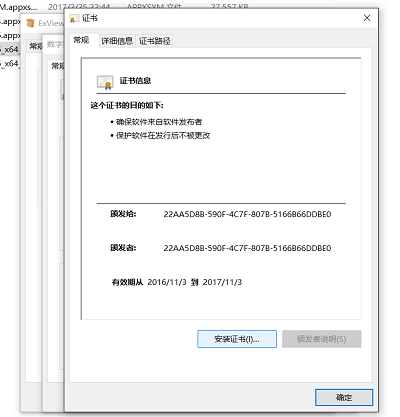 M.appxs... 2017/3/25 22:44 APPXSYM 文件 27,557 KB
证书
.appx
ExView
S.appx
常规 详细信息 证书路径
常规
数字
5_x64_
5_x64_
常规
证书信息
这个证书的目的如下:
• 确保软件来自软件发布者
• 保护软件在发行后不被更改
颁发给: 22AA5D8B-590F-4C7F-807B-5166B66DDBE0
颁发者: 22AA5D8B-590F-4C7F-807B-5166B66DDBE0
有效期从 2016/11/3 到 2017/11/3
安装证书(I)... 颁发者说明(S)
确定